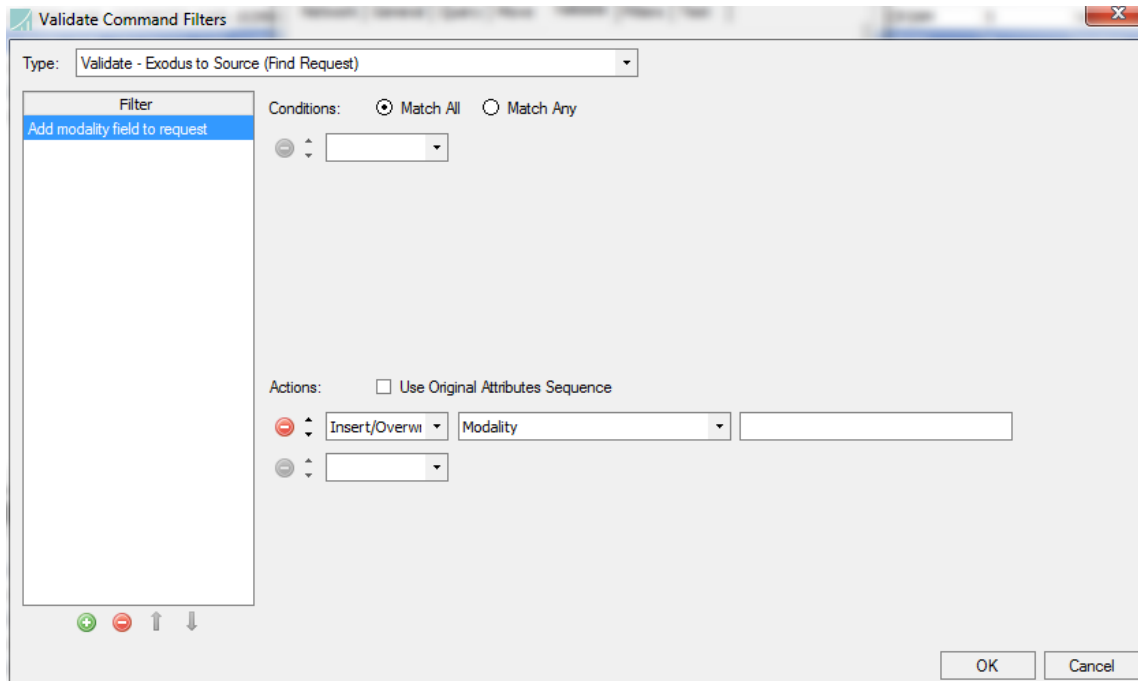 Validate Command Filters
Type: Validate - Exodus to Source (Find Request)
Filter
Add modality field to request
Conditions: Match All Match Any
Actions: Use Original Attributes Sequence
Insert/Overwr Modality
OK Cancel